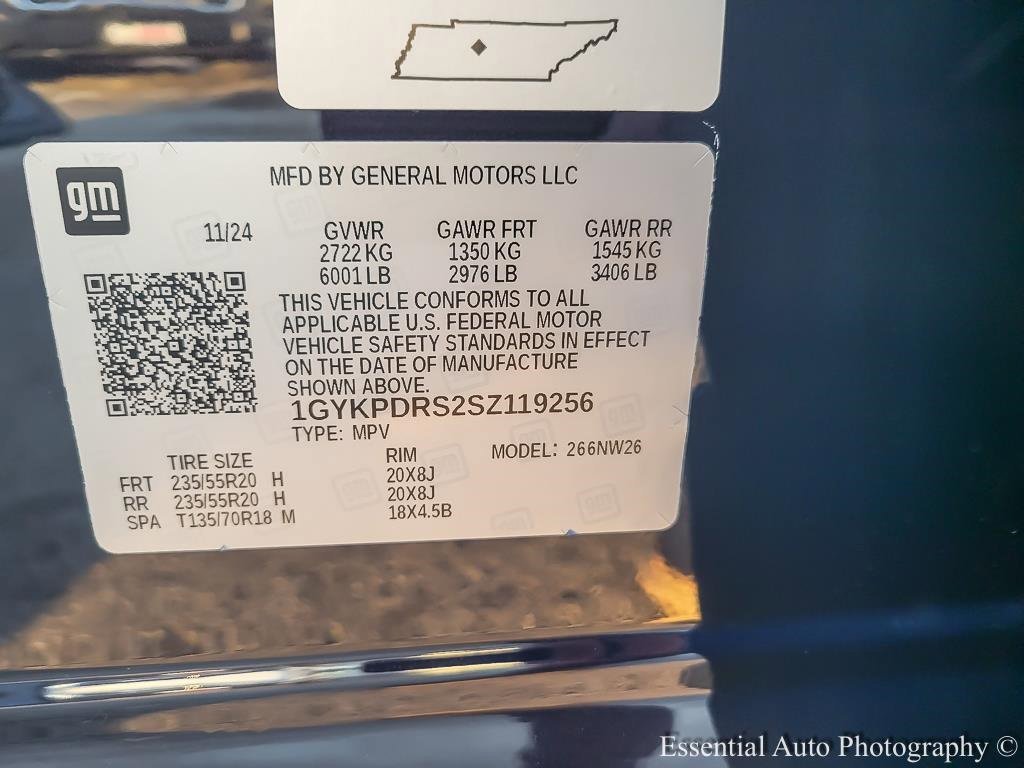 gm
MFD BY GENERAL MOTORS LLC
11/24
GVWR GAWR FRT GAWR RR
2722 KG 1350 KG 1545 KG
6001 LB 2976 LB 3406 LB
THIS VEHICLE CONFORMS TO ALL
APPLICABLE U.S. FEDERAL MOTOR
VEHICLE SAFETY STANDARDS IN EFFECT
ON THE DATE OF MANUFACTURE
SHOWN ABOVE.
1GYKPDRS2SZ119256
TYPE: MPV
MODEL: 266NW26
TIRE SIZE RIM
FRT 235/55R20 H 20X8J
RR 235/55R20 H 20X8J
SPA T135/70R18 M 18X4.5B
Essential Auto Photography ©